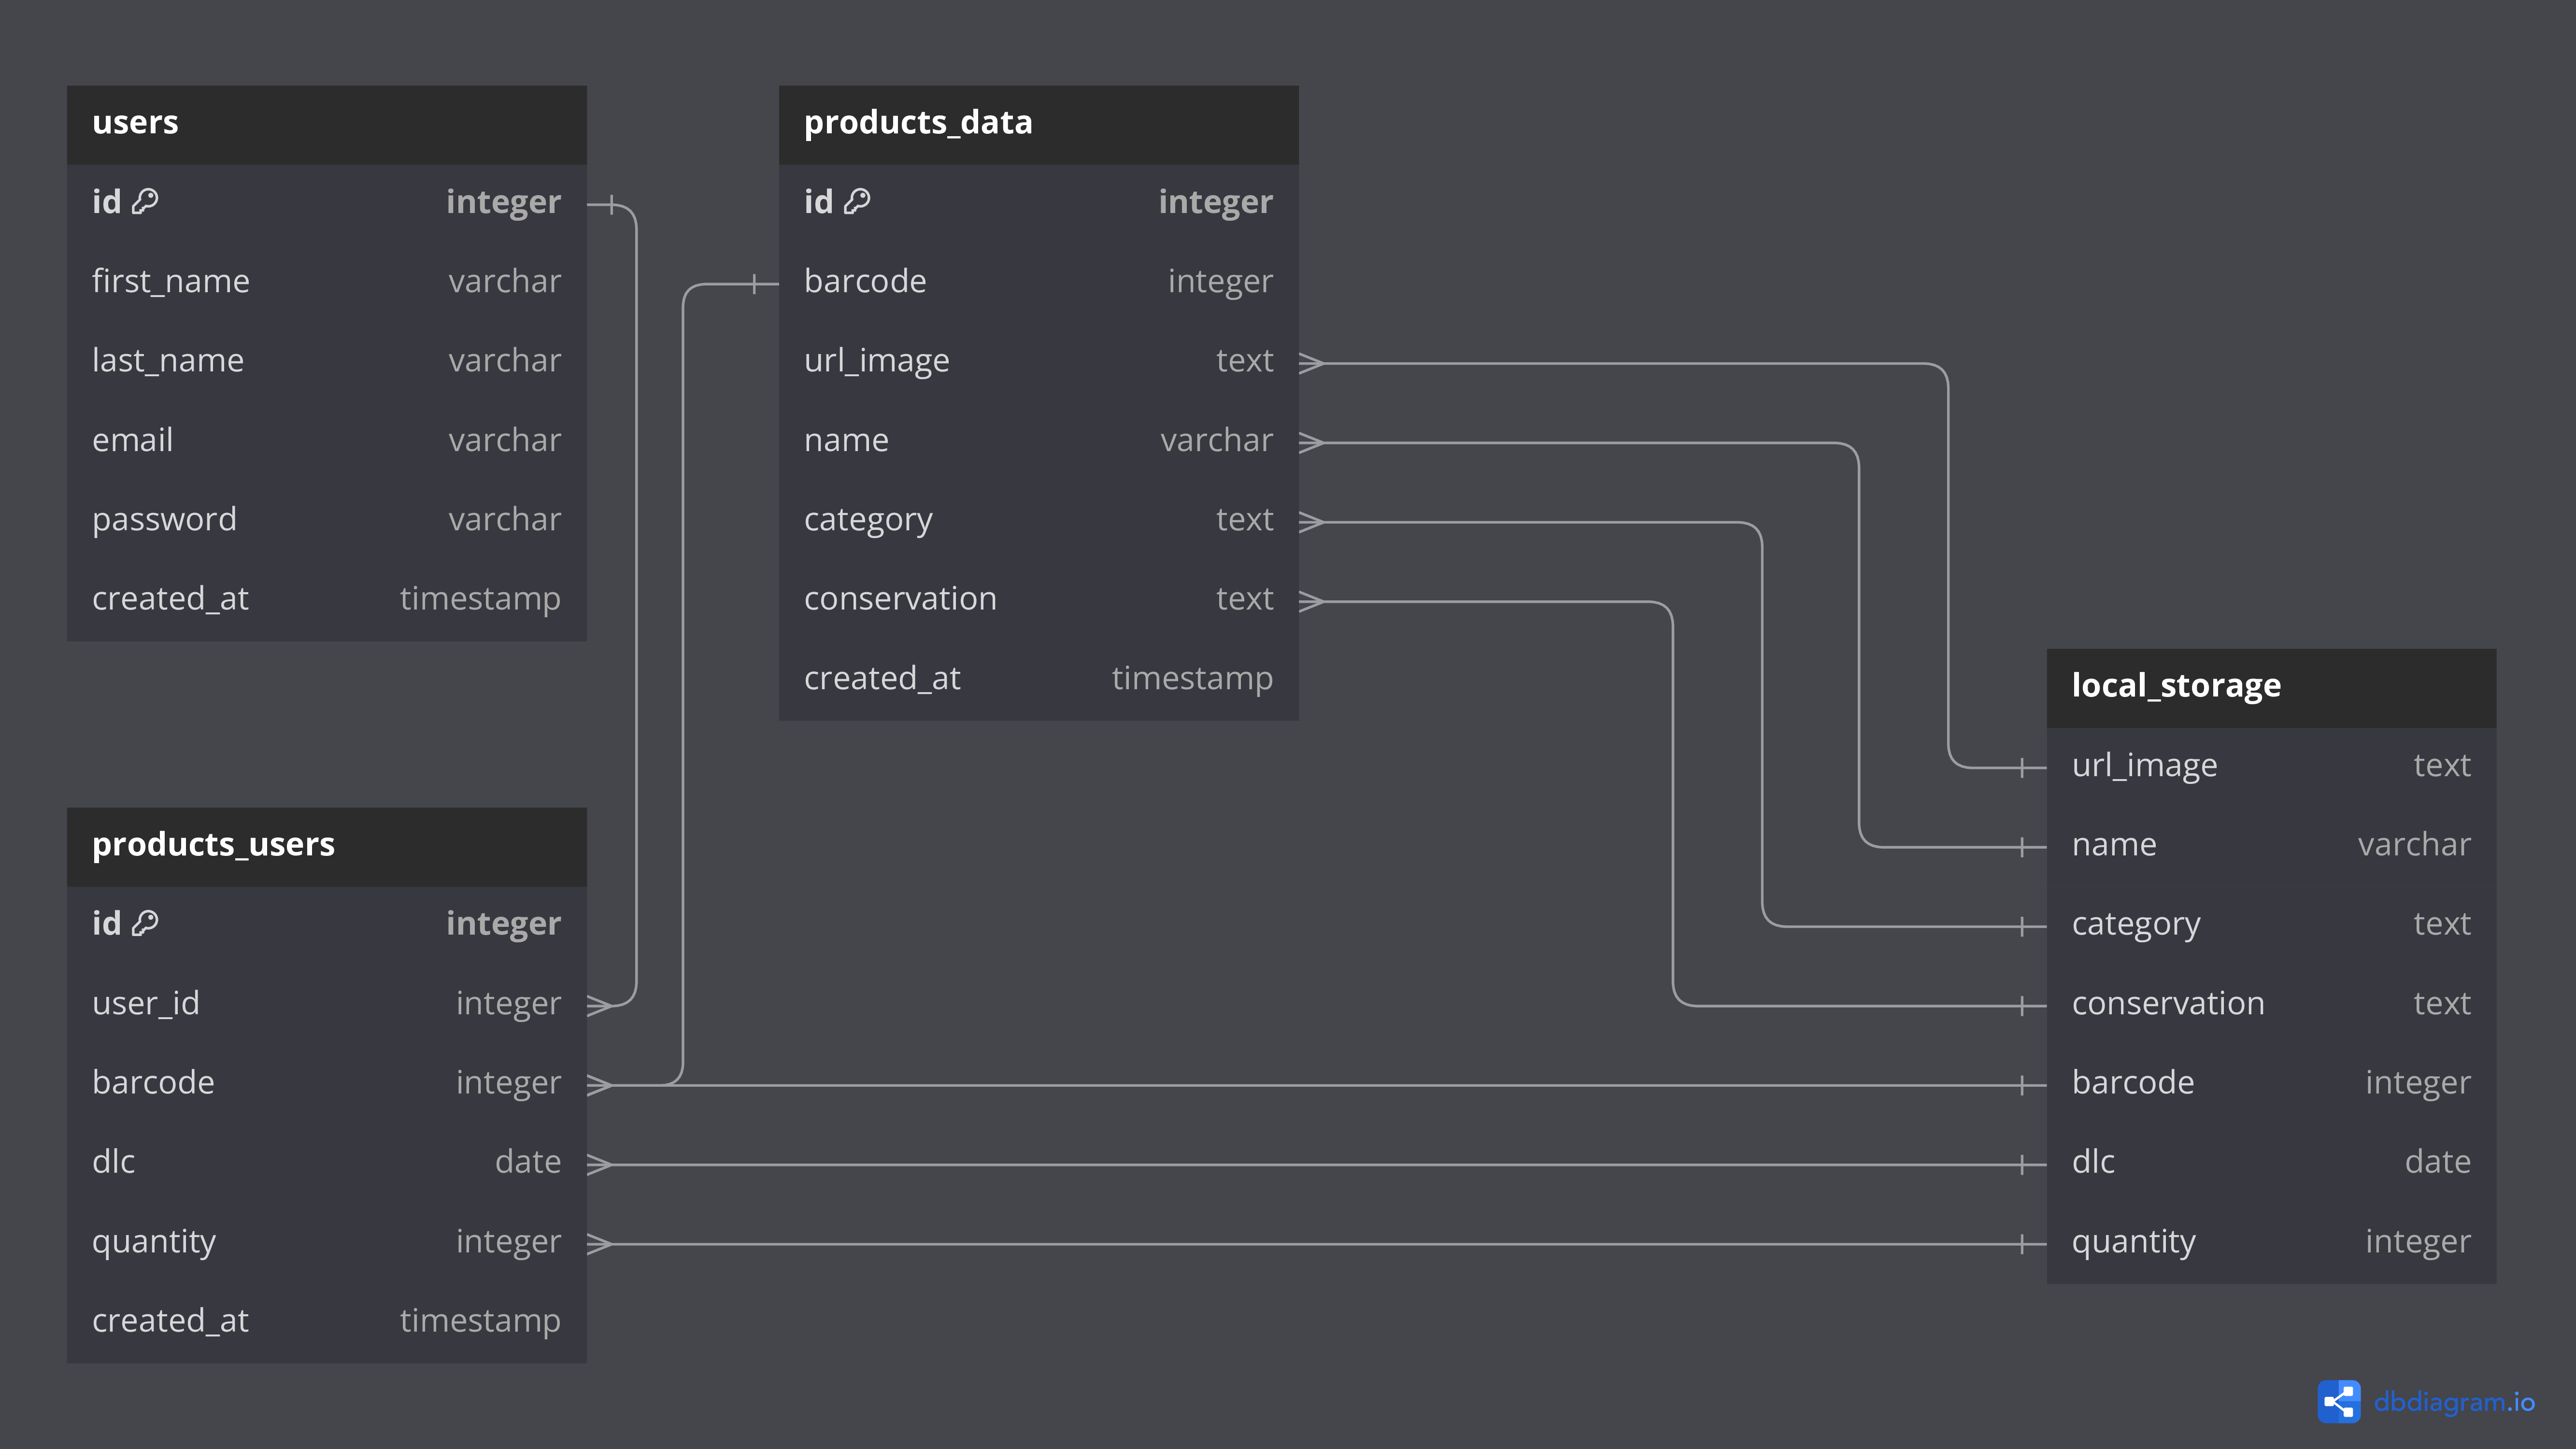 users
id integer
first_name varchar
last_name varchar
email varchar
password varchar
created_at timestamp
products_data
id integer
barcode integer
url_image text
name varchar
category text
conservation text
created_at timestamp
products_users
id integer
user_id integer
barcode integer
dlc date
quantity integer
created_at timestamp
local_storage
url_image text
name varchar
category text
conservation text
barcode integer
dlc date
quantity integer
dbdiagram.io